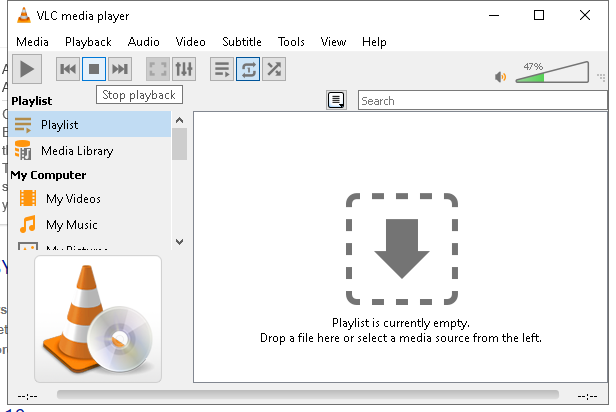 VLC media player
Media Playback Audio Video Subtitle Tools View Help
47%
Stop playback
Playlist
Search
Playlist
Media Library
My Computer
My Videos
My Music
My Pictures
Playlist is currently empty.
Drop a file here or select a media source from the left.
--:-- --:--